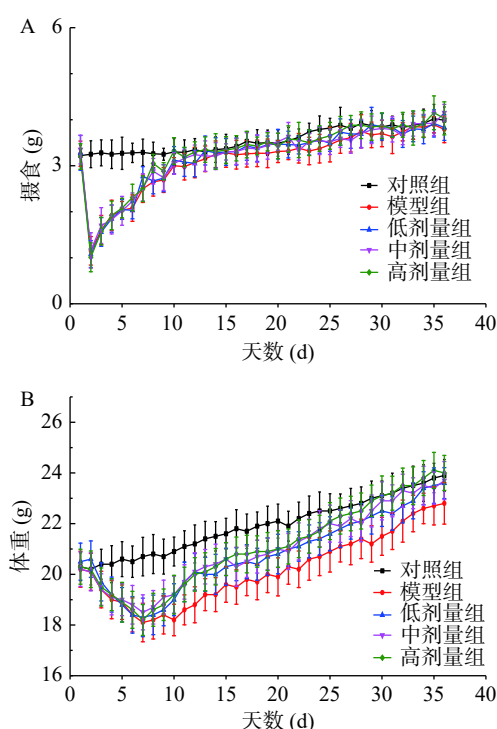 A
6
3
0
摄食 (g)
对照组
模型组
低剂量组
中剂量组
高剂量组
0 5 10 15 20 25 30 35 40
天数 (d)
B
26
24
22
20
18
16
体重 (g)
对照组
模型组
低剂量组
中剂量组
高剂量组
0 5 10 15 20 25 30 35 40
天数 (d)